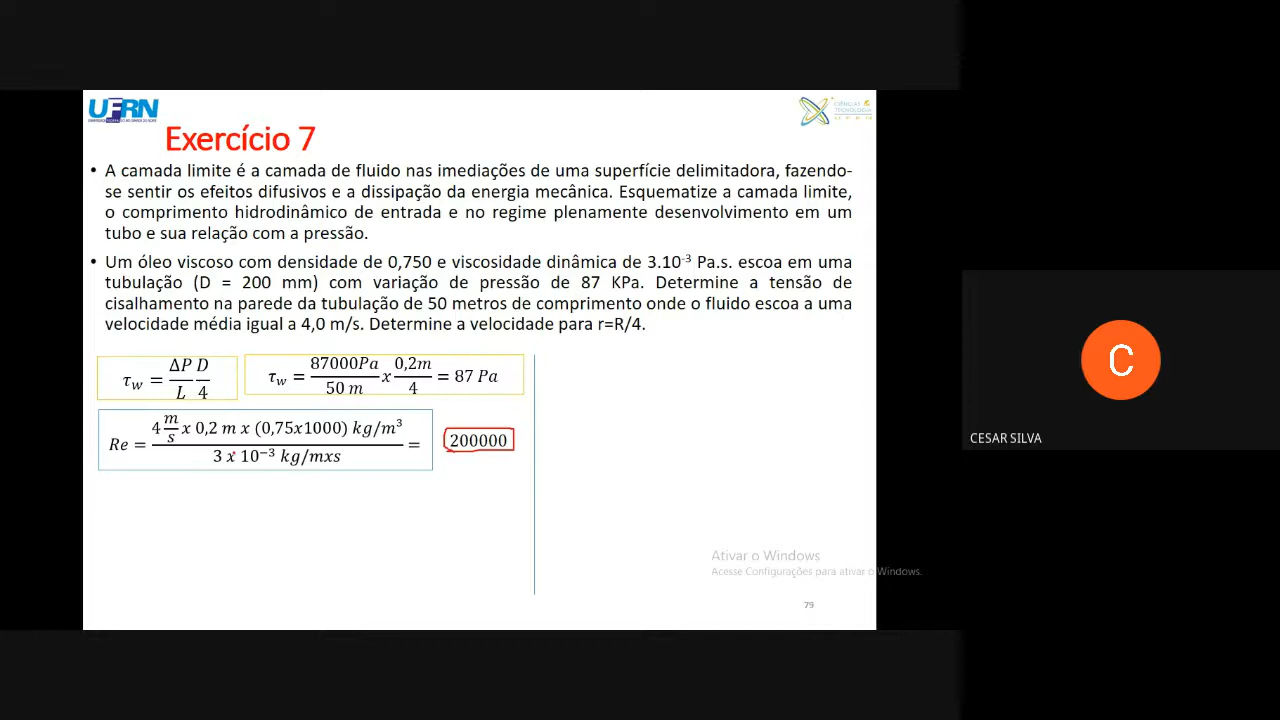 UFRN
CIÊNCIAS &
TECNOLOGIA
UFRN
Exercício 7
• A camada limite é a camada de fluido nas imediações de uma superfície delimitadora, fazendo-
se sentir os efeitos difusivos e a dissipação da energia mecânica. Esquematize a camada limite,
o comprimento hidrodinâmico de entrada e no regime plenamente desenvolvimento em um
tubo e sua relação com a pressão.
• Um óleo viscoso com densidade de 0,750 e viscosidade dinâmica de 3.10⁻³ Pa.s. escoa em uma
tubulação (D = 200 mm) com variação de pressão de 87 KPa. Determine a tensão de
cisalhamento na parede da tubulação de 50 metros de comprimento onde o fluido escoa a uma
velocidade média igual a 4,0 m/s. Determine a velocidade para r=R/4.
τw = ΔP/L D/4
τw = 87000Pa/50 m x 0,2m/4 = 87 Pa
Re = 4 m/s x 0,2 m x (0,75x1000) kg/m³ / 3 x 10⁻³ kg/mxs = 200000
C
CESAR SILVA
Ativar o Windows
Acesse Configurações para ativar o Windows.
79